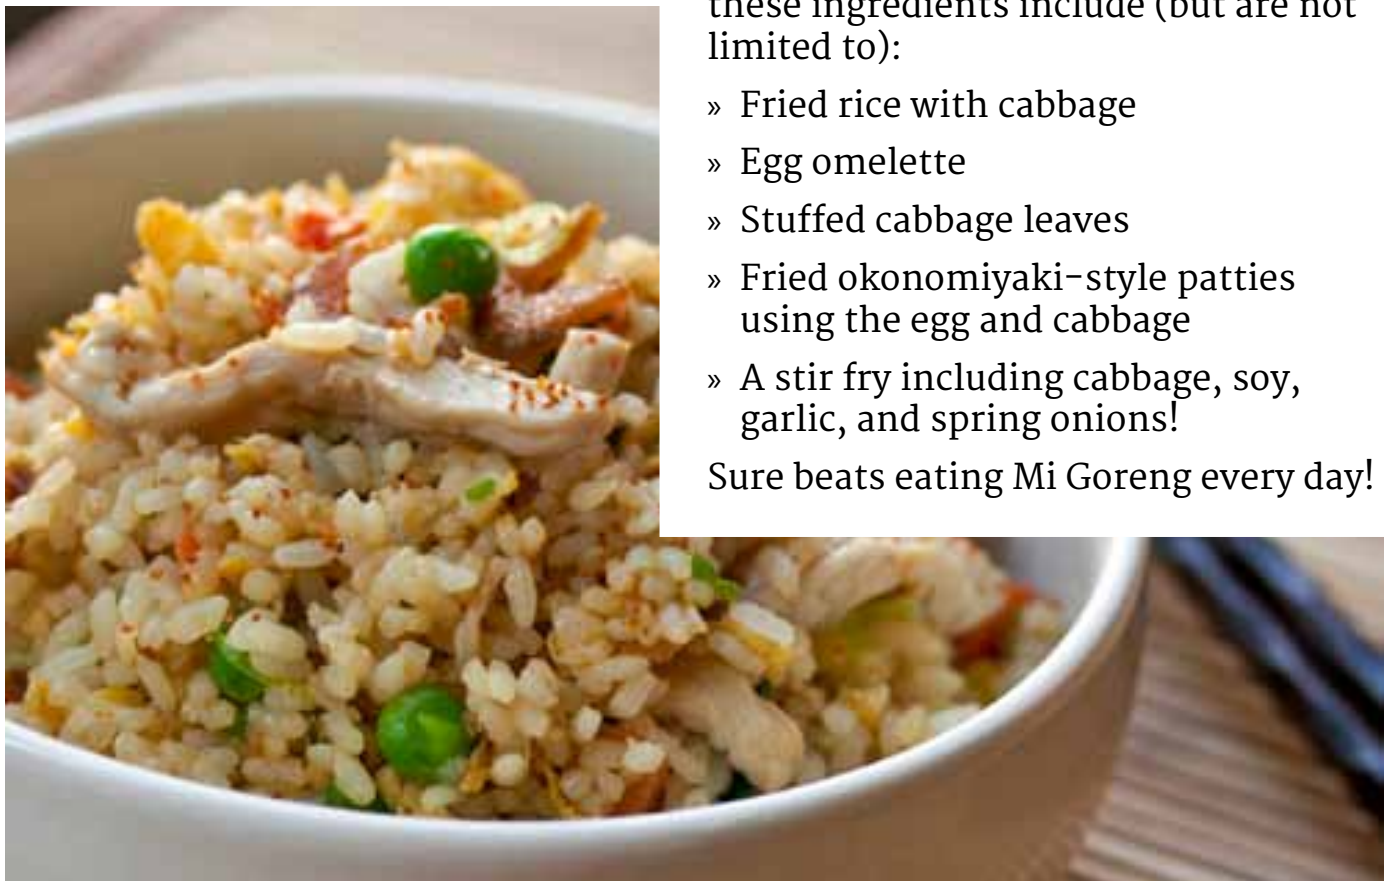 these ingredients include (but are not
limited to):
» Fried rice with cabbage
» Egg omelette
» Stuffed cabbage leaves
» Fried okonomiyaki-style patties
using the egg and cabbage
» A stir fry including cabbage, soy,
garlic, and spring onions!
Sure beats eating Mi Goreng every day!